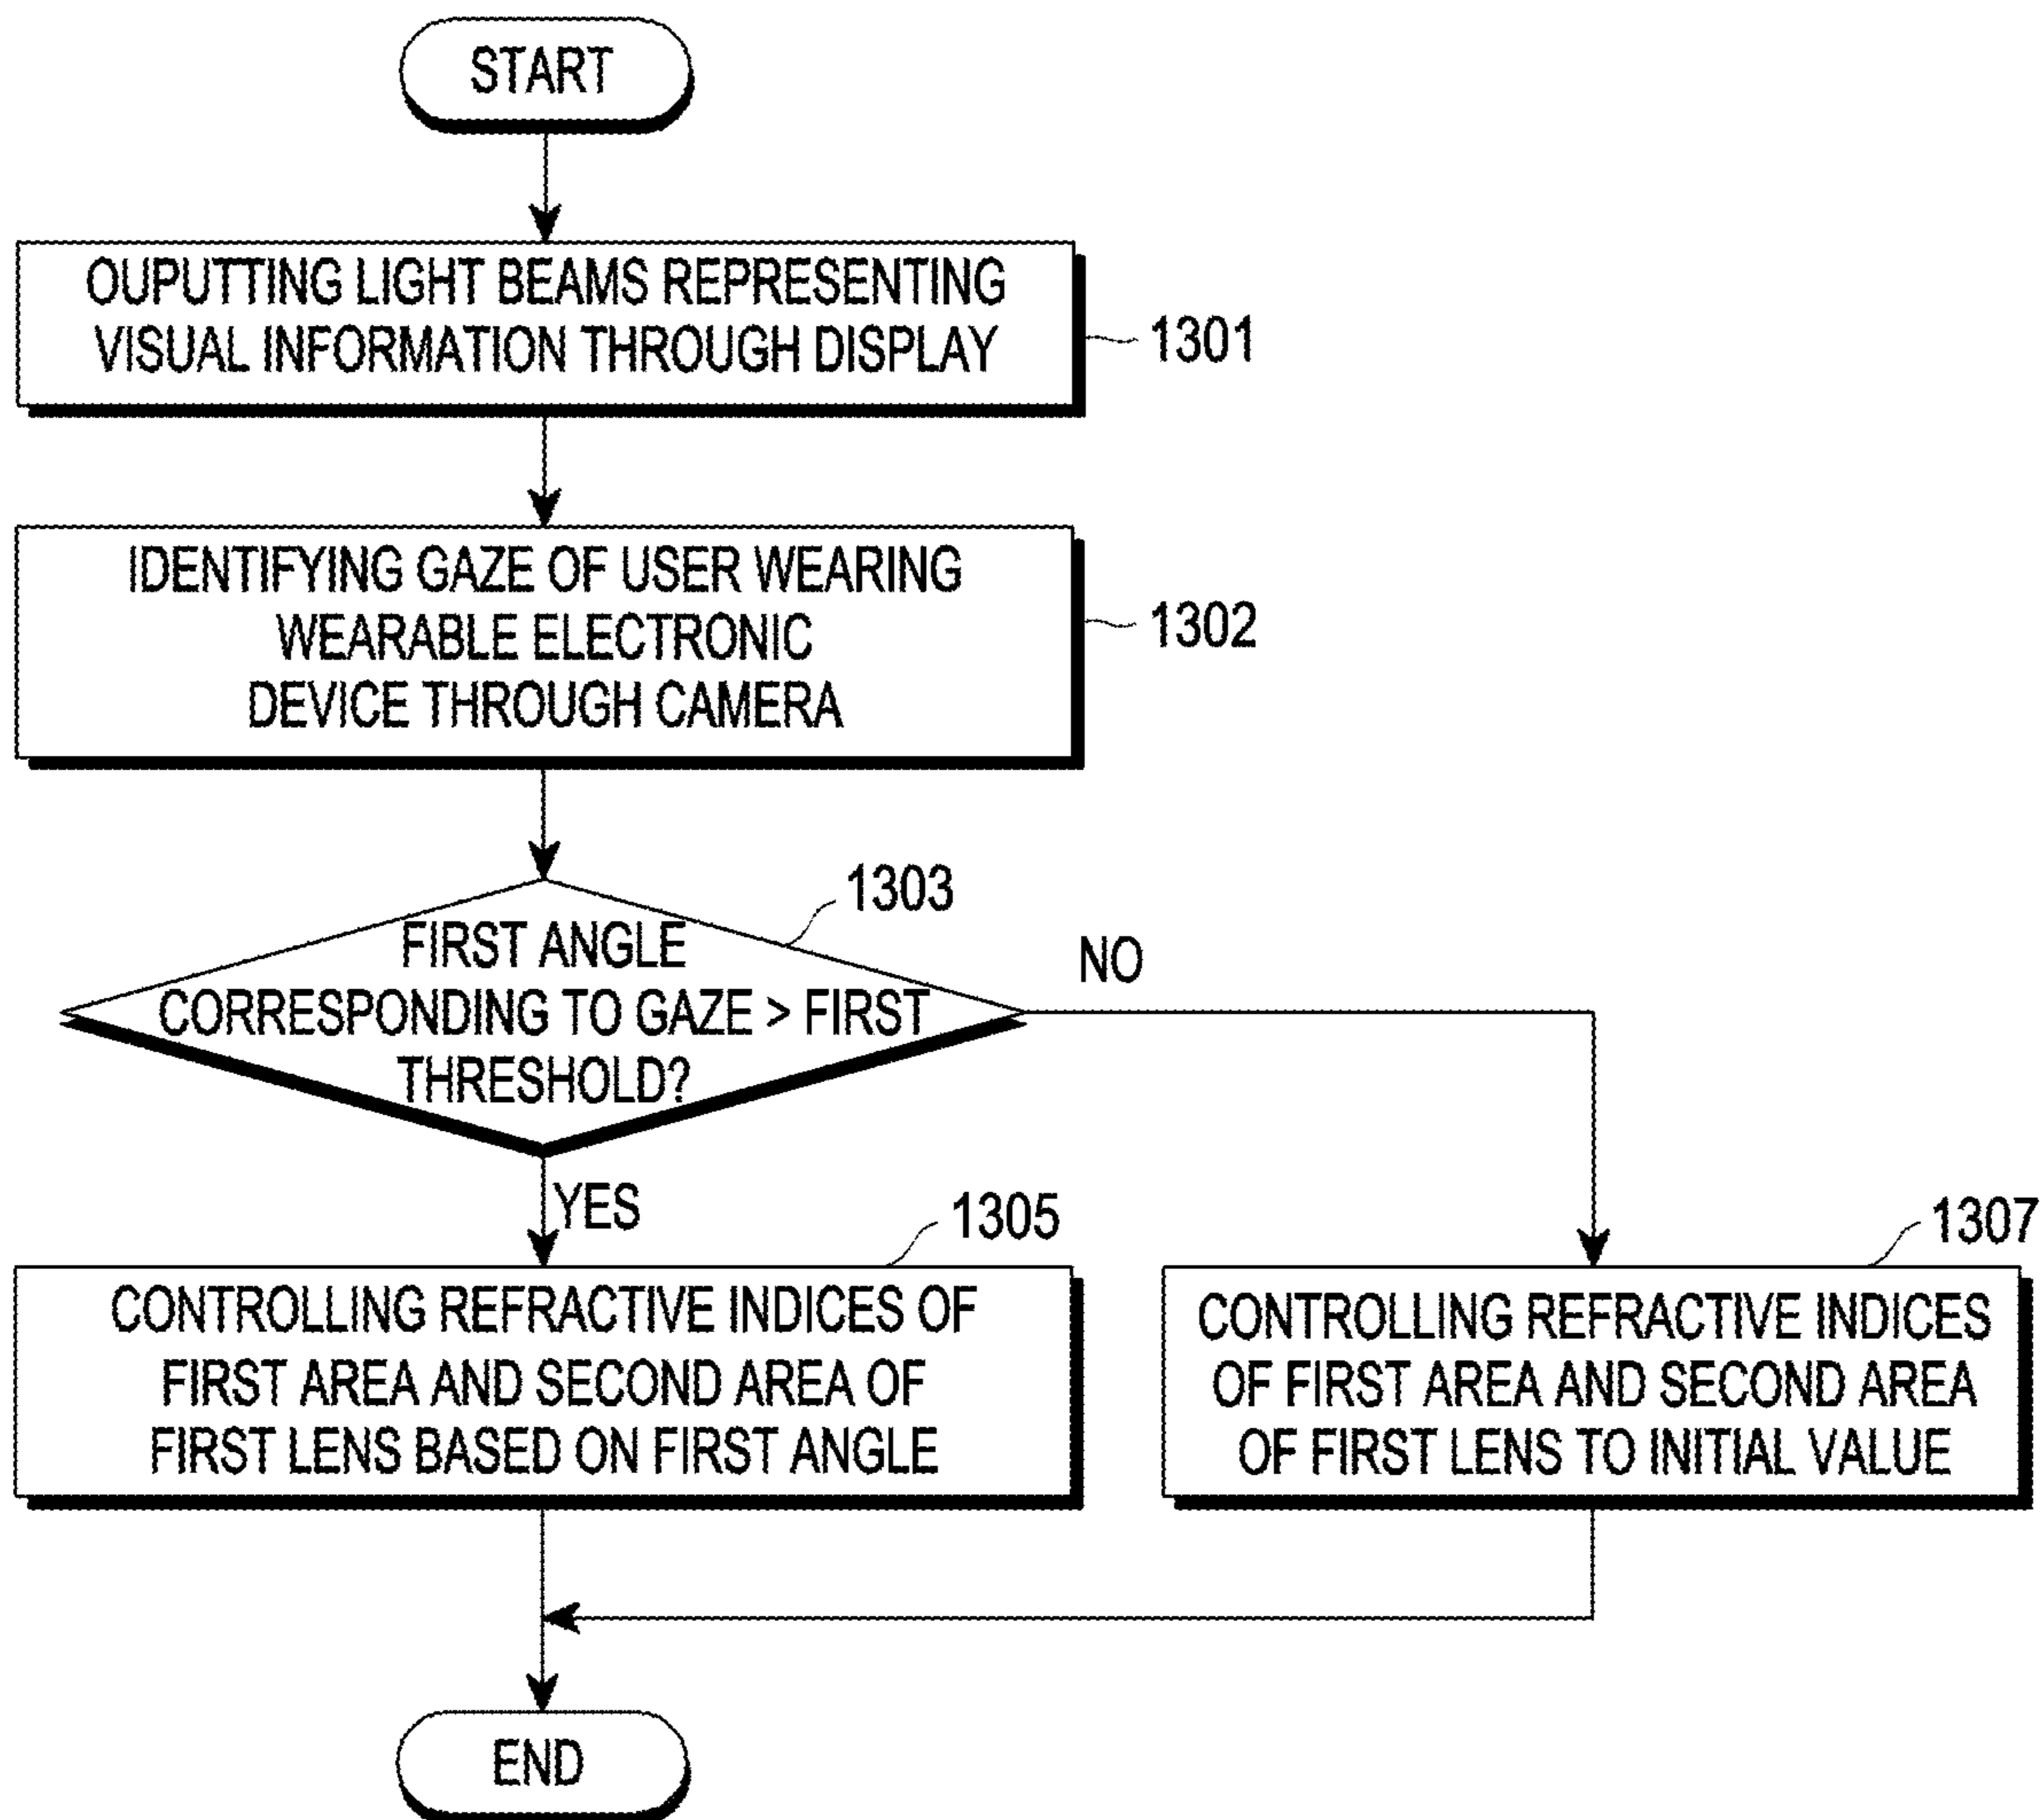 START
OUPUTTING LIGHT BEAMS REPRESENTING
VISUAL INFORMATION THROUGH DISPLAY
1301
IDENTIFYING GAZE OF USER WEARING
WEARABLE ELECTRONIC
DEVICE THROUGH CAMERA
1302
1303
FIRST ANGLE
CORRESPONDING TO GAZE > FIRST
THRESHOLD?
NO
YES
1305
CONTROLLING REFRACTIVE INDICES OF
FIRST AREA AND SECOND AREA OF
FIRST LENS BASED ON FIRST ANGLE
1307
CONTROLLING REFRACTIVE INDICES
OF FIRST AREA AND SECOND AREA
OF FIRST LENS TO INITIAL VALUE
END